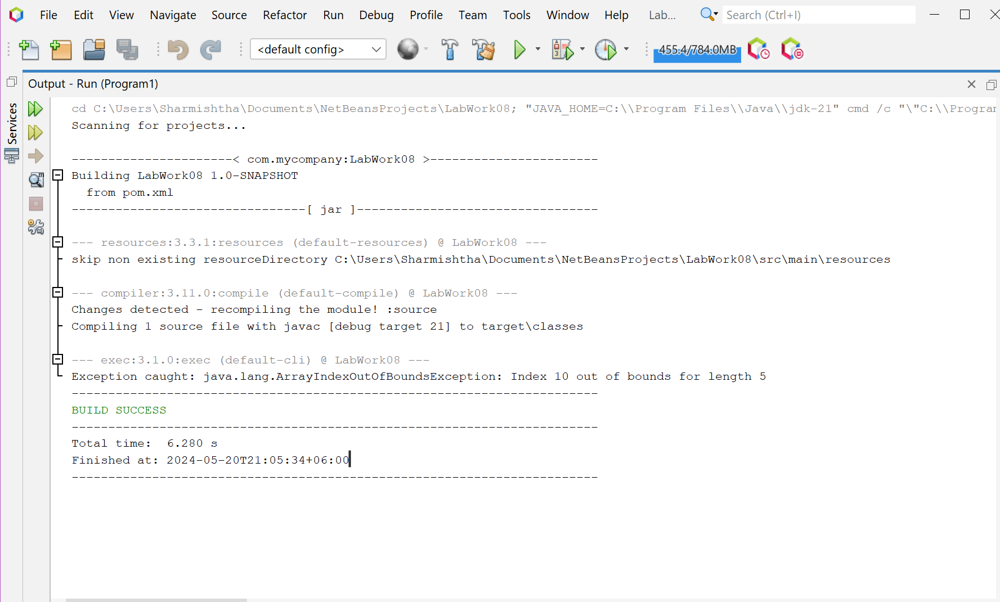 File Edit View Navigate Source Refactor Run Debug Profile Team Tools Window Help Lab... Search (Ctrl+I)
<default config> 455.4/784.0MB
Output - Run (Program1)
Services
cd C:\Users\Sharmishtha\Documents\NetBeansProjects\LabWork08; "JAVA_HOME=C:\\Program Files\\Java\\jdk-21" cmd /c "\"C:\\Program
Scanning for projects...
----------------------< com.mycompany:LabWork08 >-----------------------
Building LabWork08 1.0-SNAPSHOT
from pom.xml
--------------------------------[ jar ]---------------------------------
--- resources:3.3.1:resources (default-resources) @ LabWork08 ---
skip non existing resourceDirectory C:\Users\Sharmishtha\Documents\NetBeansProjects\LabWork08\src\main\resources
--- compiler:3.11.0:compile (default-compile) @ LabWork08 ---
Changes detected - recompiling the module! :source
Compiling 1 source file with javac [debug target 21] to target\classes
--- exec:3.1.0:exec (default-cli) @ LabWork08 ---
Exception caught: java.lang.ArrayIndexOutOfBoundsException: Index 10 out of bounds for length 5
------------------------------------------------------------------------
BUILD SUCCESS
------------------------------------------------------------------------
Total time:  6.280 s
Finished at: 2024-05-20T21:05:34+06:00
------------------------------------------------------------------------